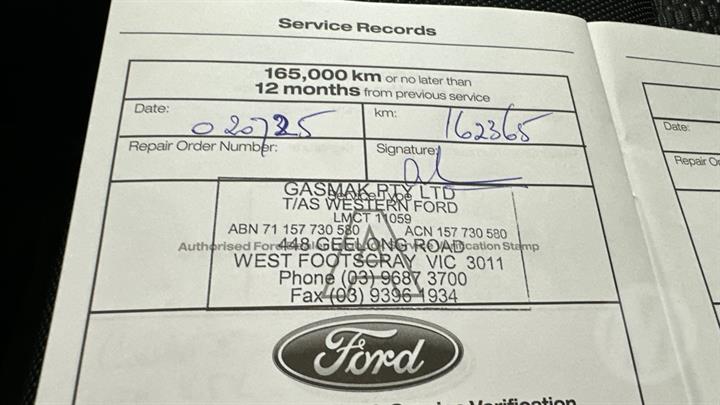 Service Records
165,000 km or no later than
12 months from previous service
Date: 020725
km: 162365
Repair Order Number:
Signature:
GASMAK PTY LTD
T/AS WESTERN FORD
LMCT 11059
ABN 71 157 730 580 ACN 157 730 580
Authorised Ford Stamp
448 GEELONG ROAD
WEST FOOTSCRAY VIC 3011
Phone (03) 9687 3700
Fax (03) 9396 1934
Ford
Date:
Repair